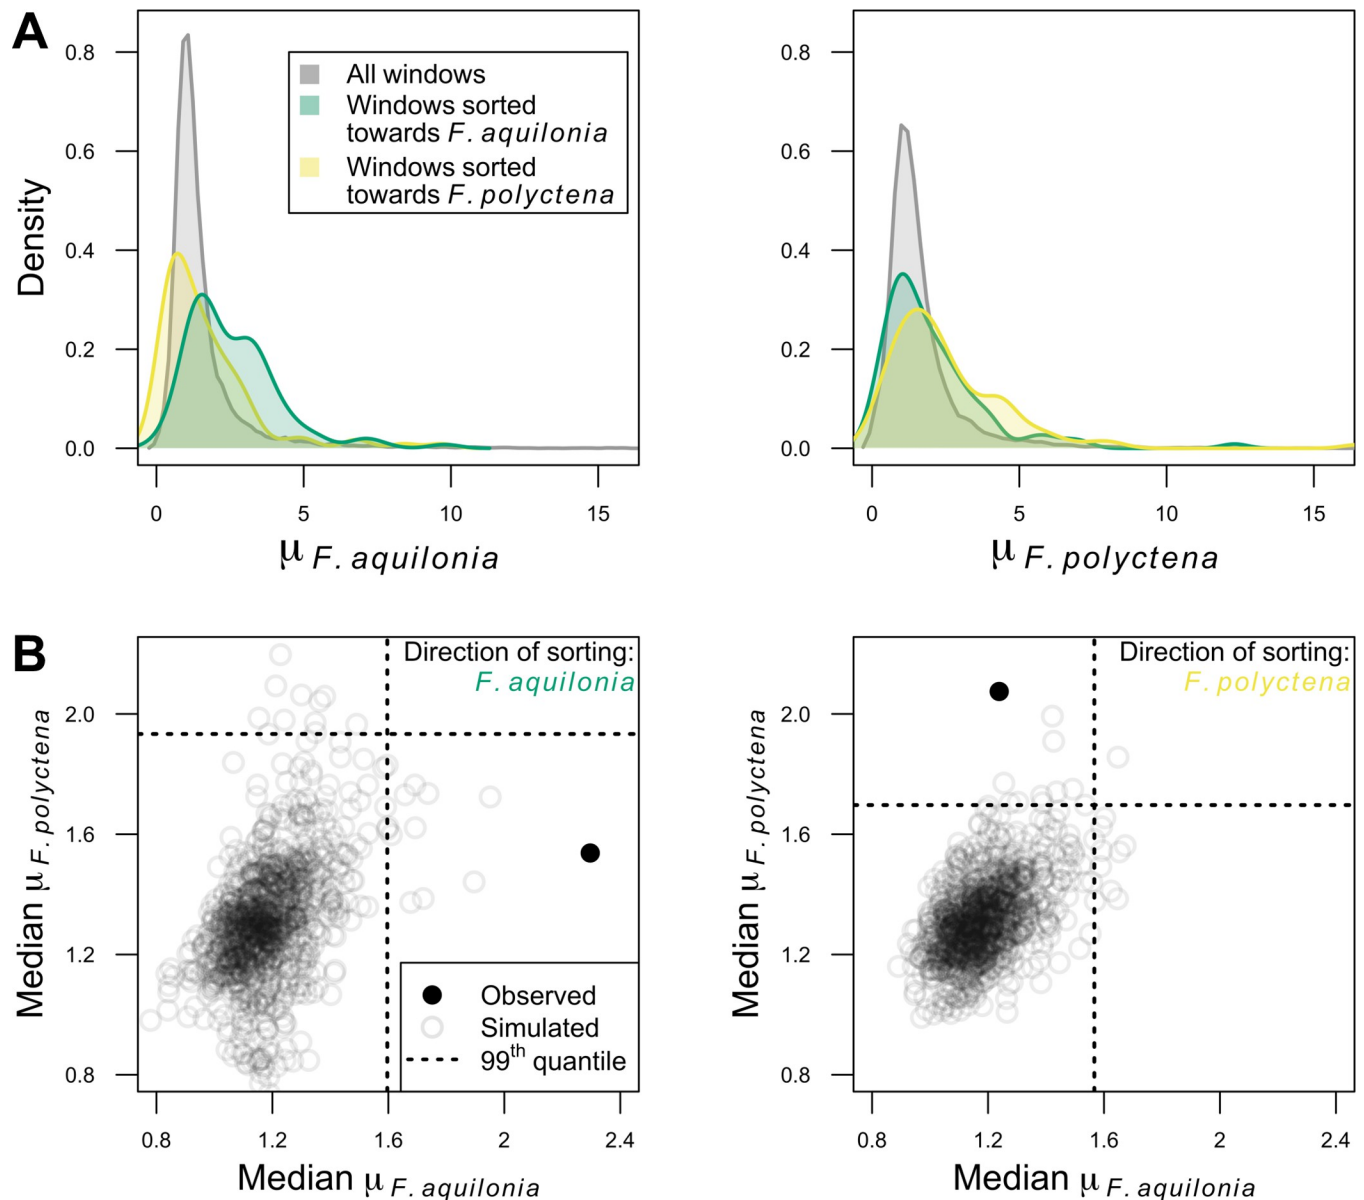 A
0.8
0.6
0.4
0.2
0.0
Density
0
5
10
15
μ F. aquilonia
All windows
Windows sorted
towards F. aquilonia
Windows sorted
towards F. polyctena
0.8
0.6
0.4
0.2
0.0
0
5
10
15
μ F. polyctena
B
2.0
1.6
1.2
0.8
Median μ F. polyctena
0.8
1.2
1.6
2
2.4
Median μ F. aquilonia
Direction of sorting:
F. aquilonia
Observed
Simulated
99th quantile
2.0
1.6
1.2
0.8
Median μ F. polyctena
0.8
1.2
1.6
2
2.4
Median μ F. aquilonia
Direction of sorting:
F. polyctena